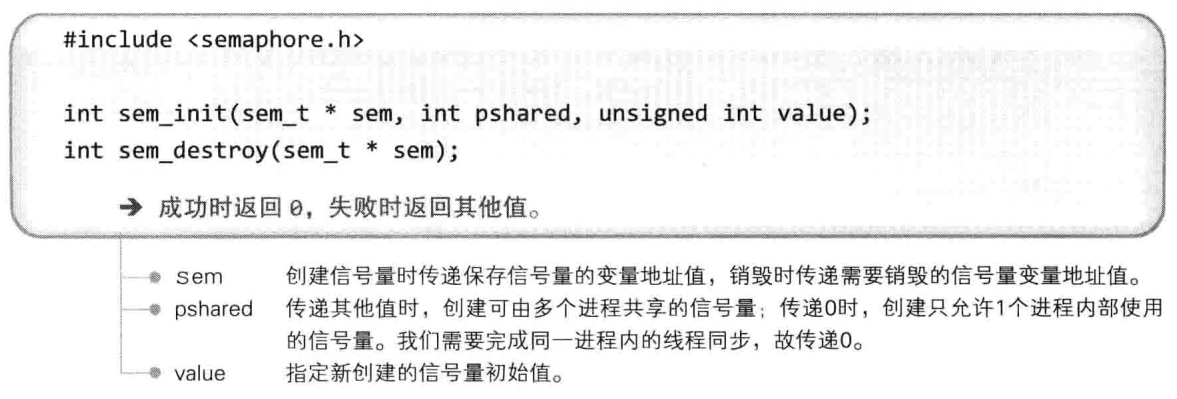 #include <semaphore.h>
int sem_init(sem_t * sem, int pshared, unsigned int value);
int sem_destroy(sem_t * sem);
➔ 成功时返回 0，失败时返回其他值。
sem 创建信号量时传递保存信号量的变量地址值，销毁时传递需要销毁的信号量变量地址值。
pshared 传递其他值时，创建可由多个进程共享的信号量；传递0时，创建只允许1个进程内部使用
的信号量。我们需要完成同一进程内的线程同步，故传递0。
value 指定新创建的信号量初始值。